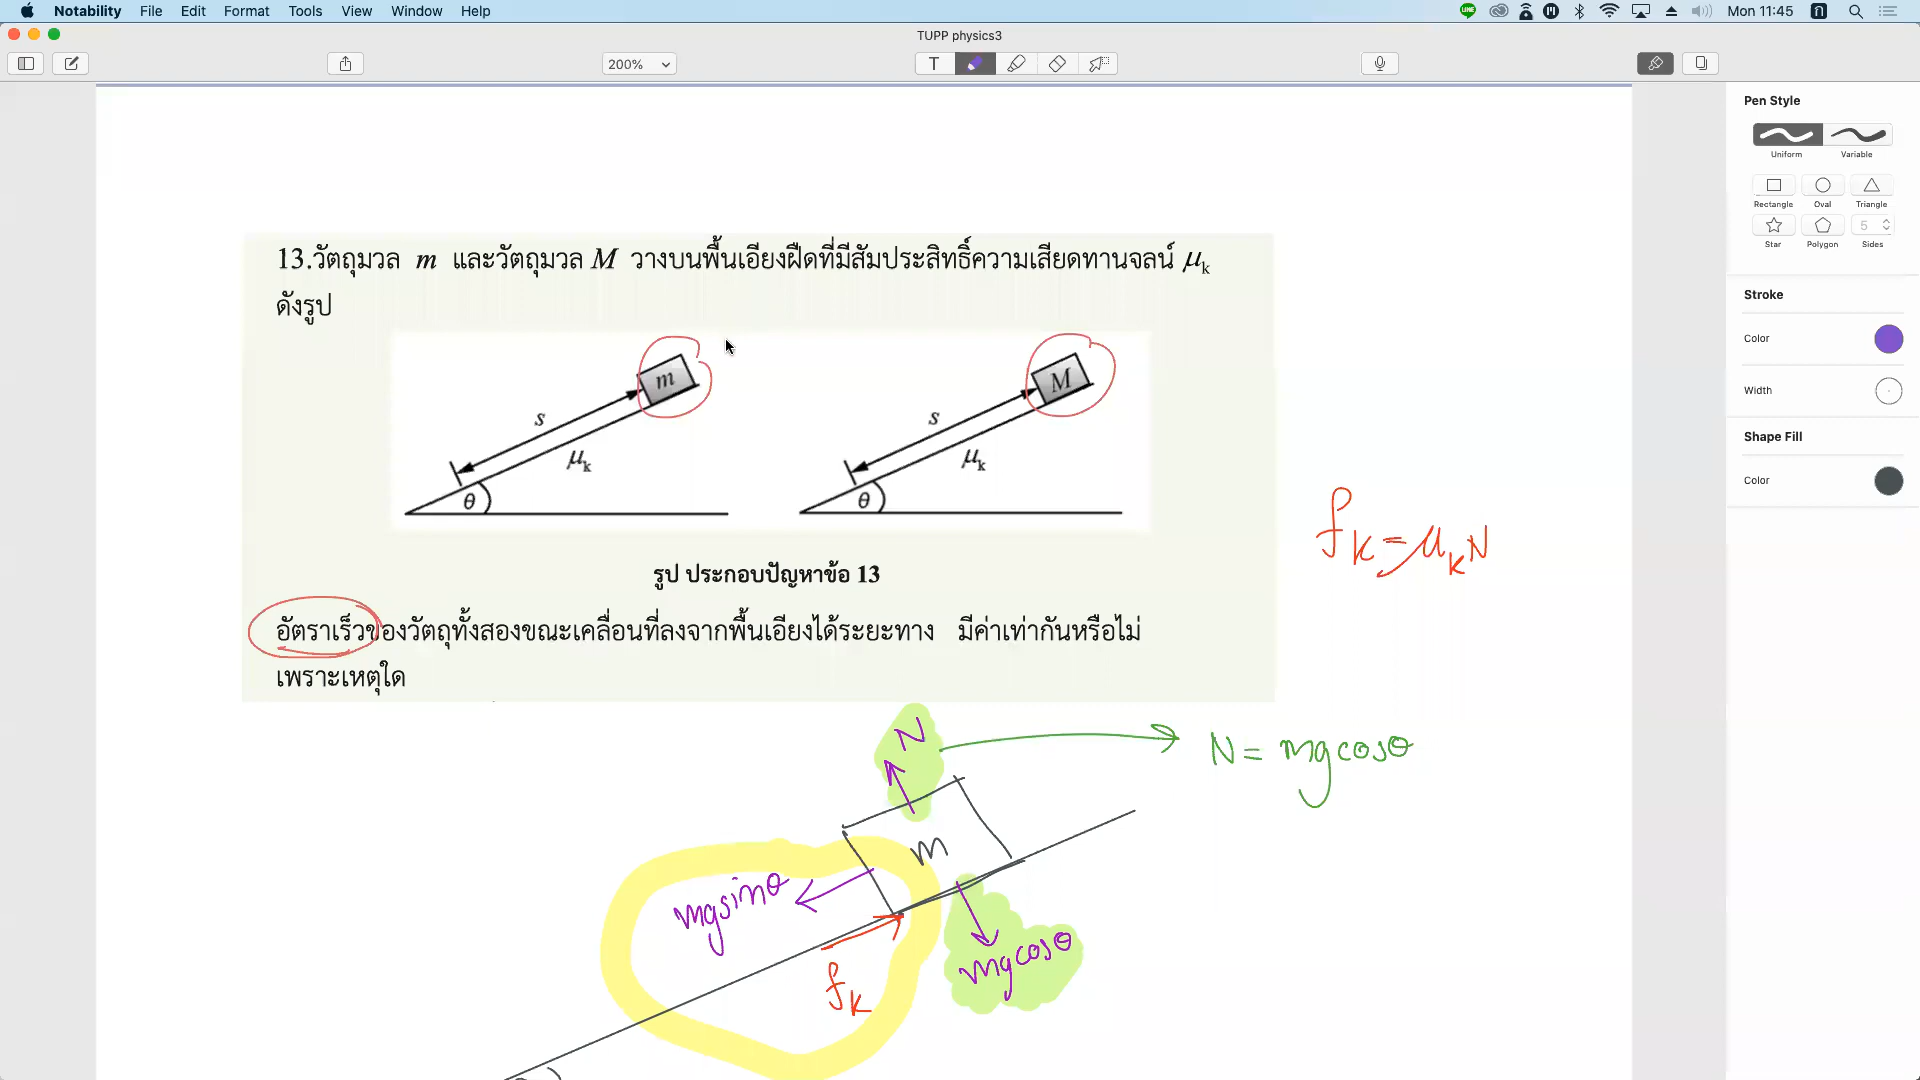 Notability File Edit Format Tools View Window Help Mon 11:45
TUPP physics3
200%
T
Pen Style
Uniform Variable
Rectangle Oval Triangle
5
Star Polygon Sides
Stroke
Color
Width
Shape Fill
Color
13.วัตถุมวล m และวัตถุมวล M วางบนพื้นเอียงฝืดที่มีสัมประสิทธิ์ความเสียดทานจลน์ μk
ดังรูป
m
s
μk
θ
M
s
μk
θ
fk=μkN
รูป ประกอบปัญหาข้อ 13
อัตราเร็วของวัตถุทั้งสองขณะเคลื่อนที่ลงจากพื้นเอียงได้ระยะทาง มีค่าเท่ากันหรือไม่
เพราะเหตุใด
N
N = mgcosθ
m
mgsinθ
mgcosθ
fk